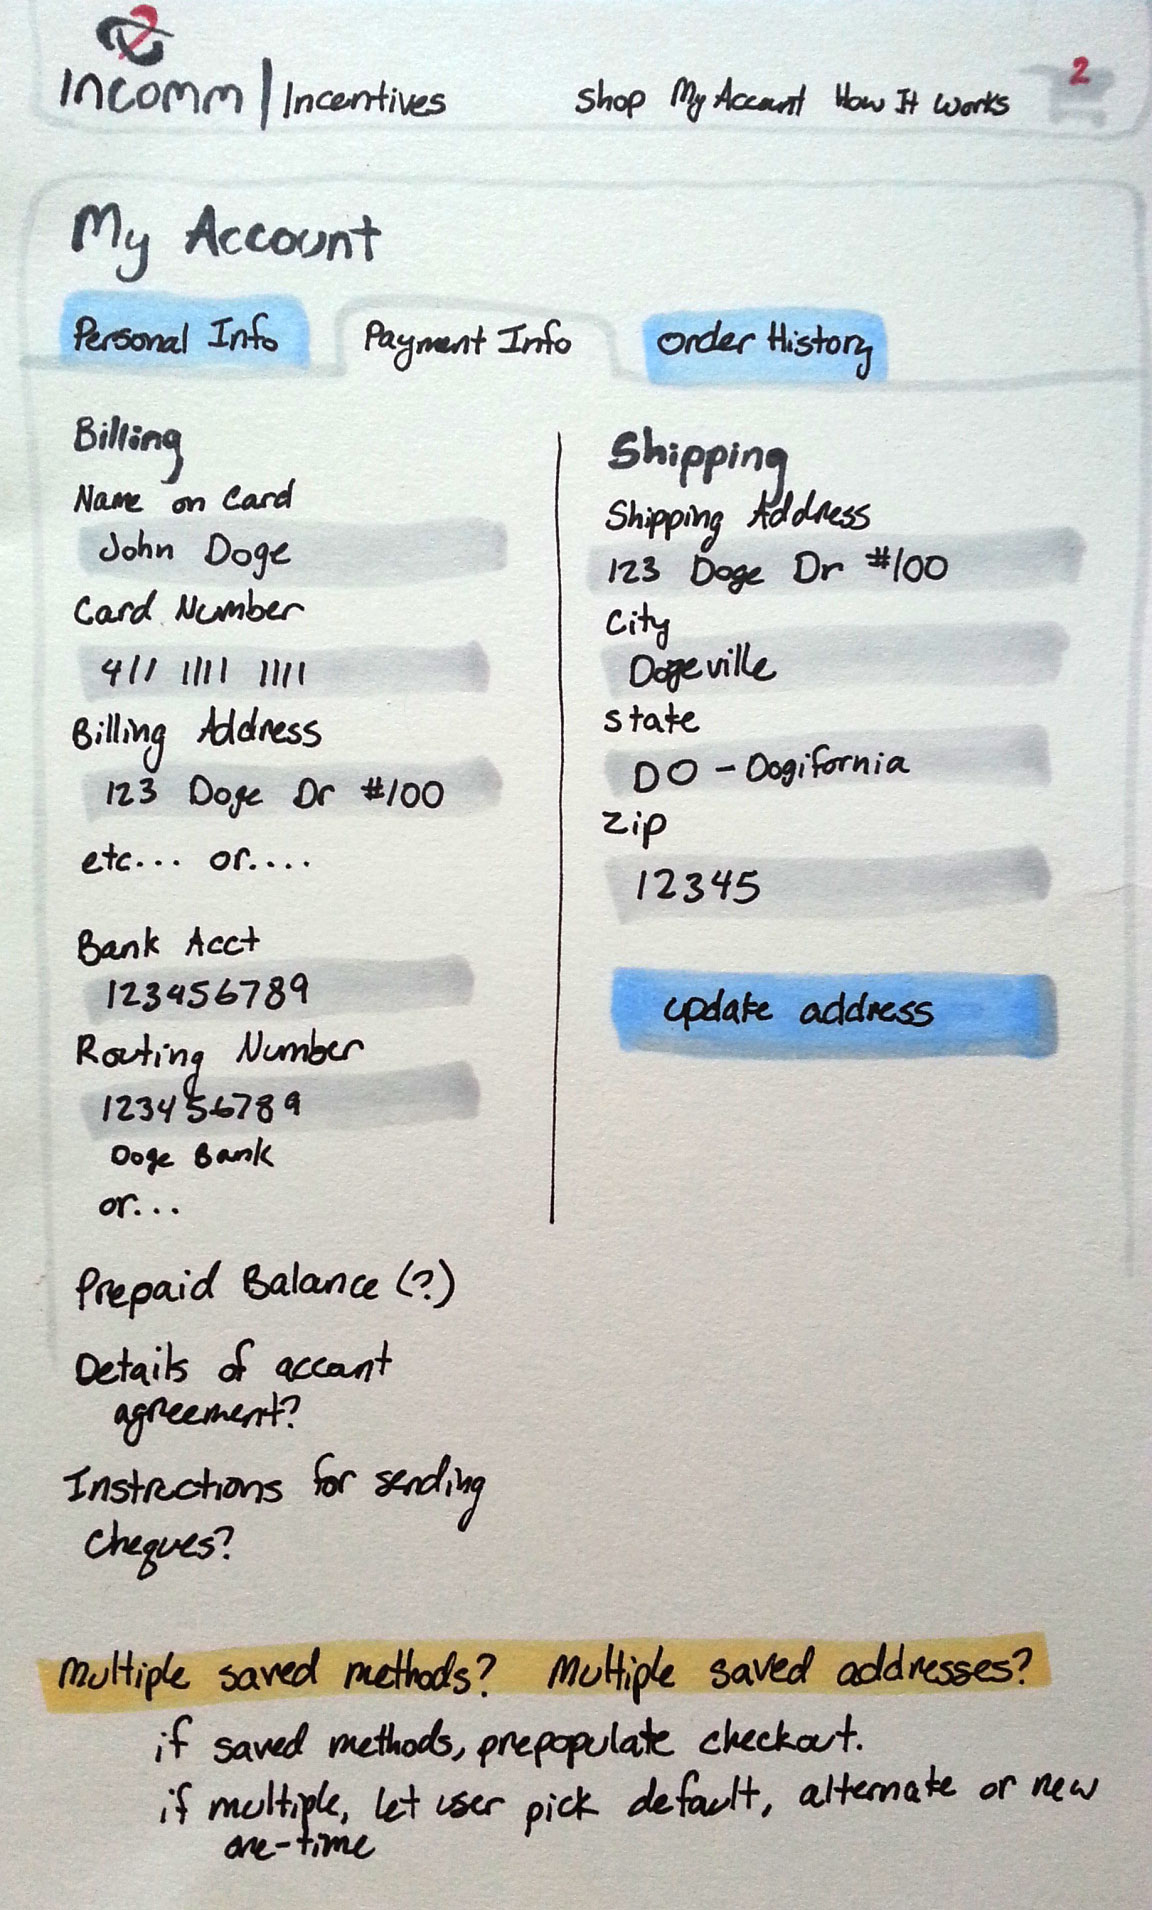 Incomm | Incentives
Shop My Account How It Works
2
My Account
Personal Info
Payment Info
Order History
Billing
Name on Card
John Doge
Card Number
411 1111 1111
Billing Address
123 Doge Dr #100
etc... or....
Bank Acct
123456789
Routing Number
123456789
Doge Bank
or...
Prepaid Balance (?)
Details of account
agreement?
Instructions for sending
Cheques?
Shipping
Shipping Address
123 Doge Dr #100
City
Dogeville
State
DO - Dogifornia
Zip
12345
update address
Multiple saved methods? Multiple saved addresses?
if saved methods, prepopulate checkout.
if multiple, let user pick default, alternate or new
one-time